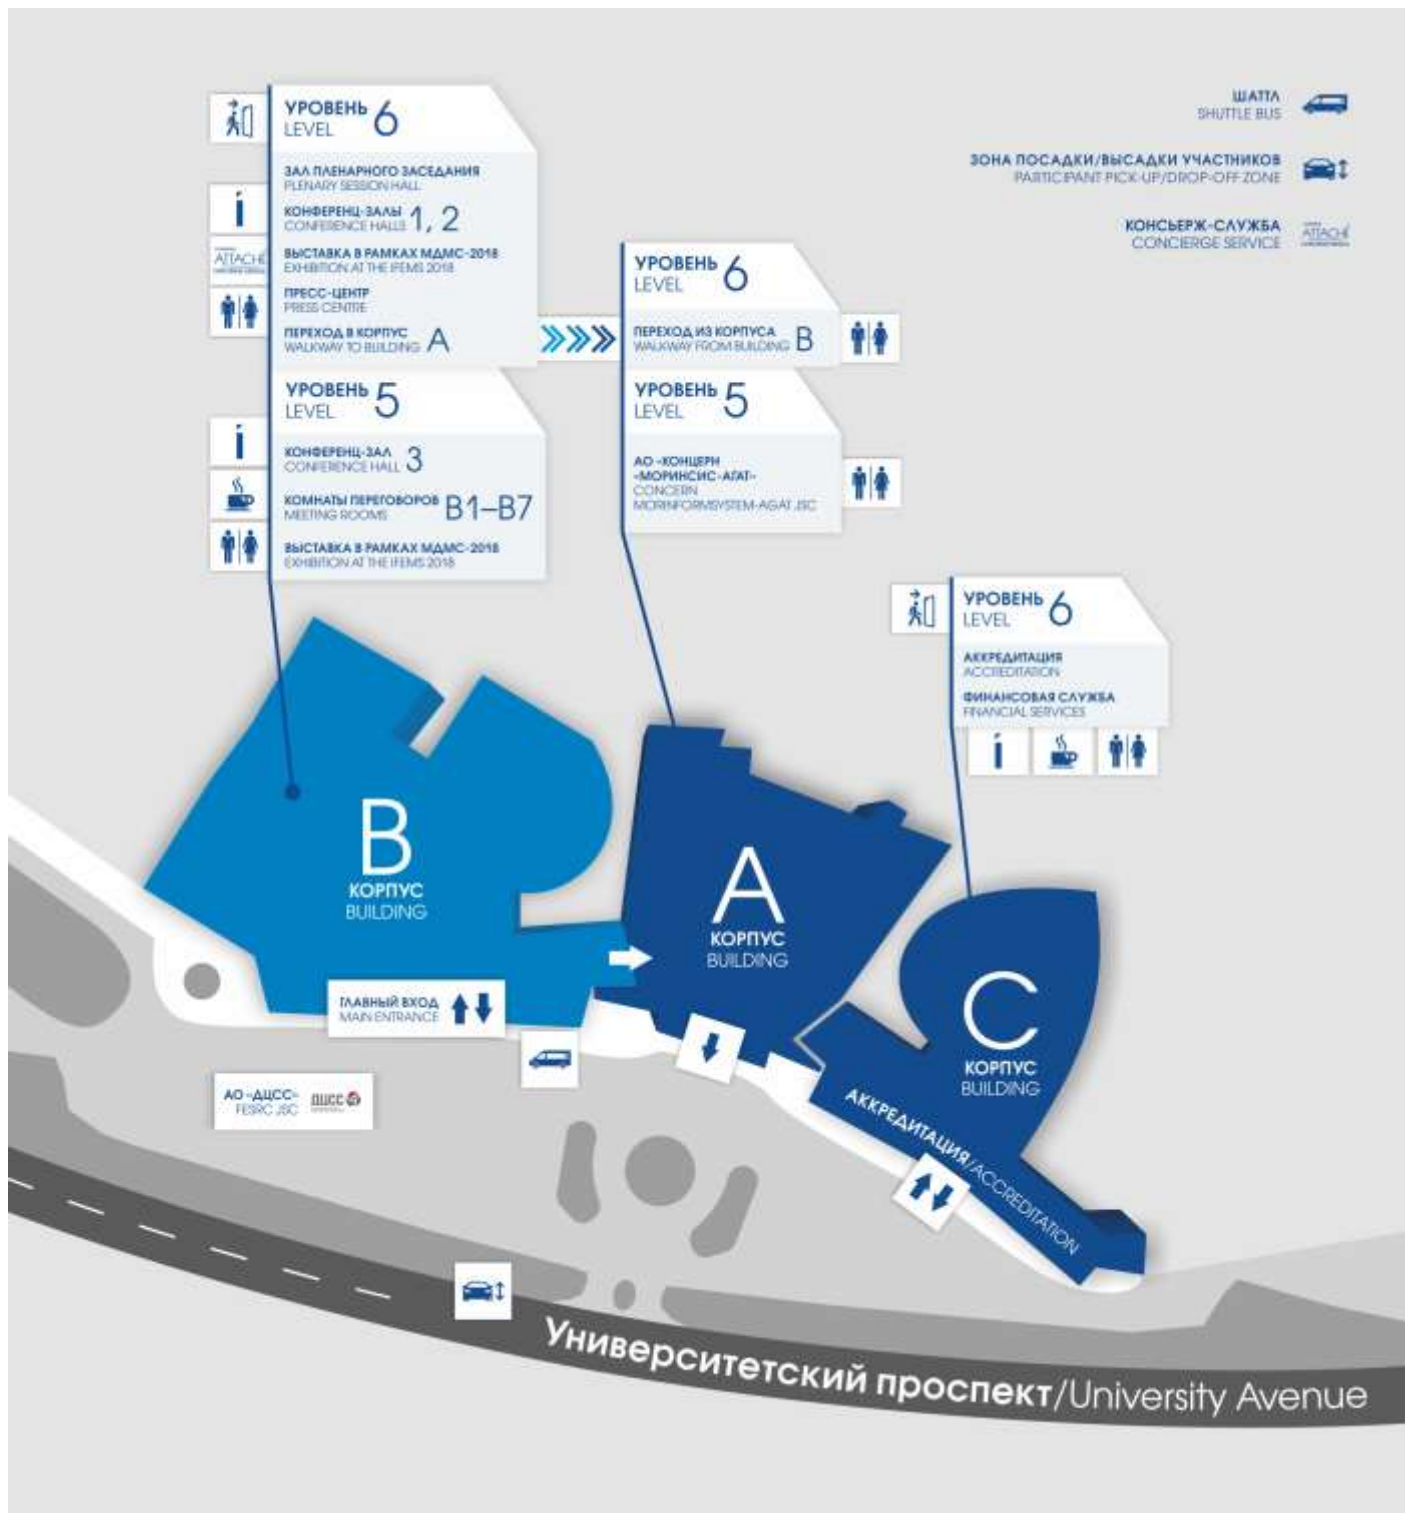 УРОВЕНЬ 6
LEVEL
ЗАЛ ПЛЕНАРНОГО ЗАСЕДАНИЯ
PLENARY SESSION HALL
КОНФЕРЕНЦ-ЗАЛЫ 1, 2
CONFERENCE HALLS
ATTACHÉ
ВЫСТАВКА В РАМКАХ МДМС-2018
EXHIBITION AT THE IFEMS 2018
ПРЕСС-ЦЕНТР
PRESS CENTRE
ПЕРЕХОД В КОРПУС A
WALKWAY TO BUILDING
УРОВЕНЬ 5
LEVEL
КОНФЕРЕНЦ-ЗАЛ 3
CONFERENCE HALL
КОМНАТЫ ПЕРЕГОВОРОВ B1–B7
MEETING ROOMS
ВЫСТАВКА В РАМКАХ МДМС-2018
EXHIBITION AT THE IFEMS 2018
УРОВЕНЬ 6
LEVEL
ПЕРЕХОД ИЗ КОРПУСА B
WALKWAY FROM BUILDING
УРОВЕНЬ 5
LEVEL
АО «КОНЦЕРН
«МОРИНСИС-АГАТ»
CONCERN
MORINFORMSYSTEM-AGAT JSC
ШАТТЛ
SHUTTLE BUS
ЗОНА ПОСАДКИ/ВЫСАДКИ УЧАСТНИКОВ
PARTICIPANT PICK-UP/DROP-OFF ZONE
КОНСЬЕРЖ-СЛУЖБА
CONCIERGE SERVICE
ATTACHÉ
УРОВЕНЬ 6
LEVEL
АККРЕДИТАЦИЯ
ACCREDITATION
ФИНАНСОВАЯ СЛУЖБА
FINANCIAL SERVICES
B
КОРПУС
BUILDING
A
КОРПУС
BUILDING
C
КОРПУС
BUILDING
ГЛАВНЫЙ ВХОД
MAIN ENTRANCE
АО «ДЦСС»
FESRC JSC
ДЦСС
АККРЕДИТАЦИЯ/ACCREDITATION
Университетский проспект/University Avenue